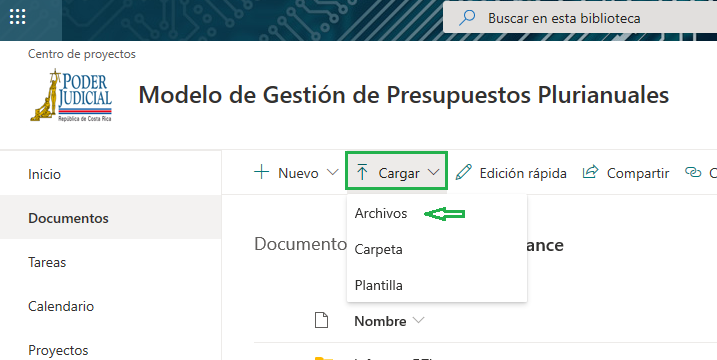 Buscar en esta biblioteca
Centro de proyectos
PODER
JUDICIAL
República de Costa Rica
Modelo de Gestión de Presupuestos Plurianuales
Inicio
Nuevo
Cargar
Edición rápida
Compartir
Documentos
Archivos
Documento
ance
Carpeta
Tareas
Plantilla
Calendario
Nombre
Proyectos